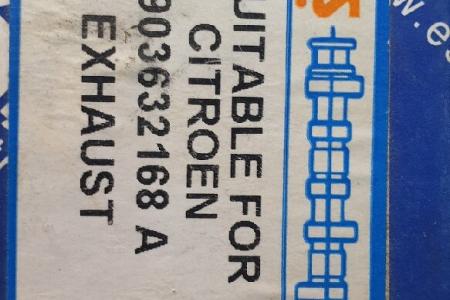 UITABLE FOR
CITROEN
903632168 A
EXHAUST